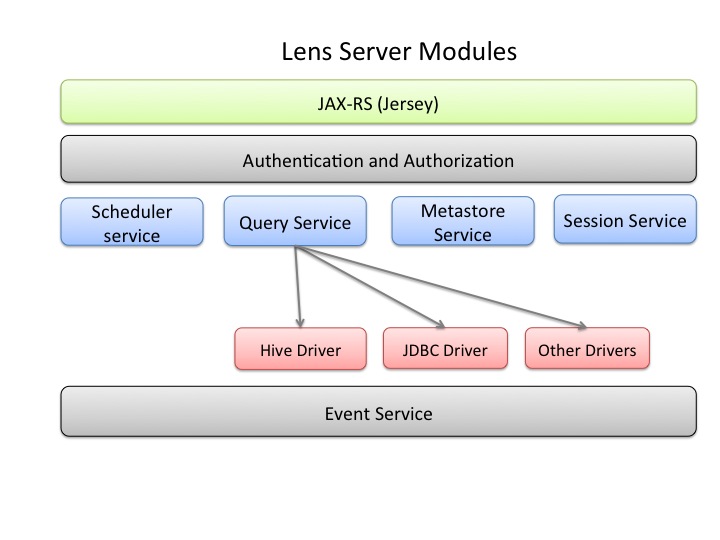 Lens Server Modules
JAX-RS (Jersey)
Authentication and Authorization
Scheduler
service
Query Service
Metastore
Service
Session Service
Hive Driver
JDBC Driver
Other Drivers
Event Service